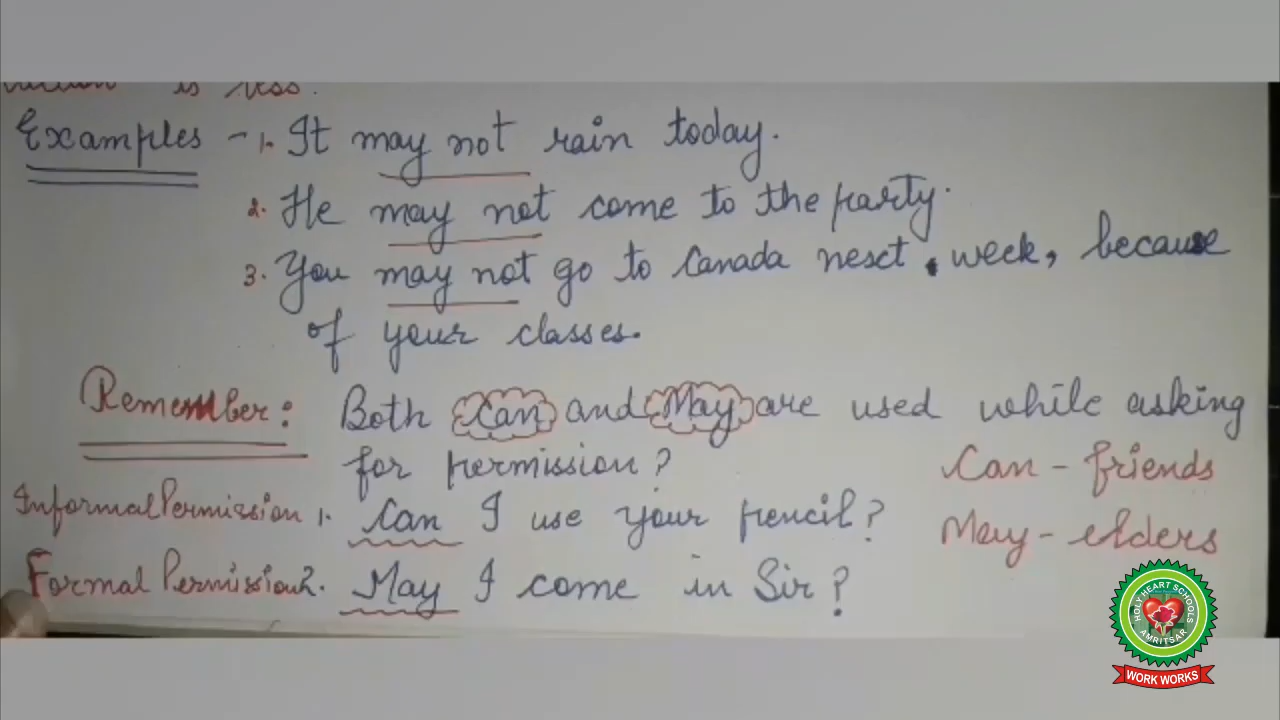 is less.
Examples - 1. It may not rain today.
2. He may not come to the party.
3. You may not go to Canada next week, because
of your classes.
Remember: Both Can and May are used while asking
for permission?
Can - friends
Informal Permission 1. Can I use your pencil?
May - elders
Formal Permission 2. May I come in Sir?
HOLY HEART SCHOOLS
AMRITSAR
WORK WORKS